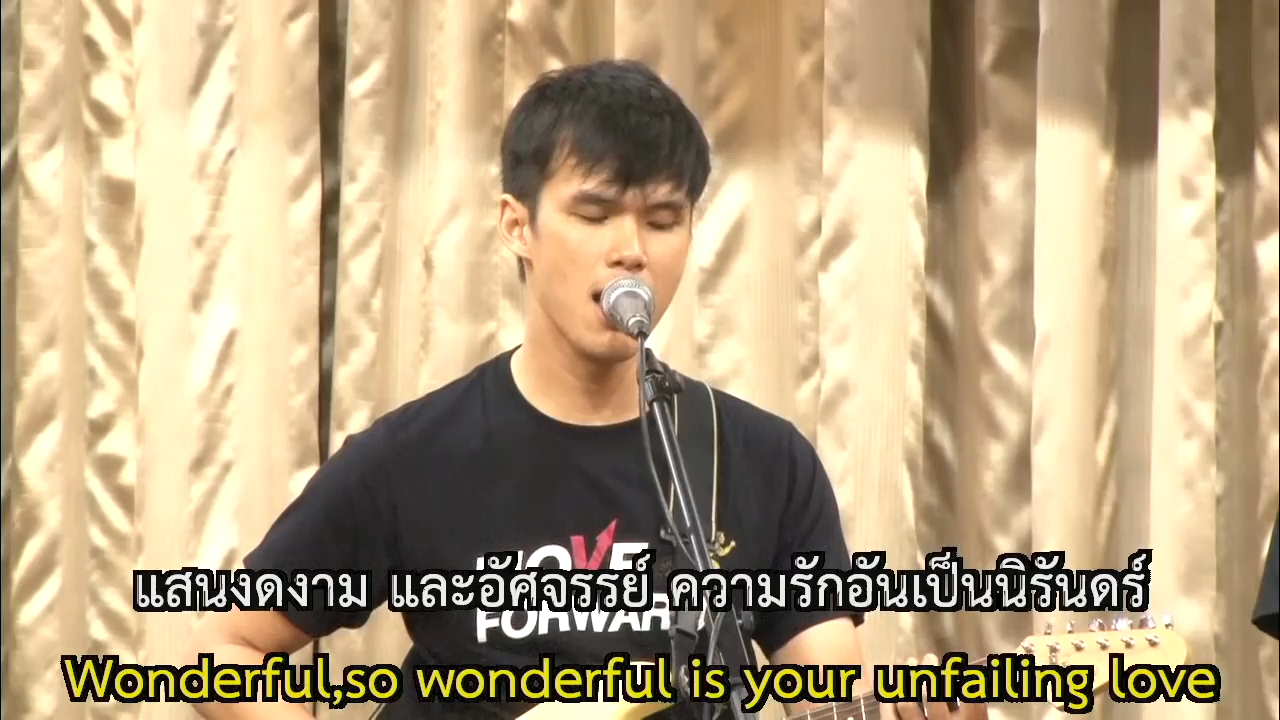 MOVE
FORWAR
แสนงดงาม และอัศจรรย์ ความรักอันเป็นนิรันดร์
Wonderful,so wonderful is your unfailing love